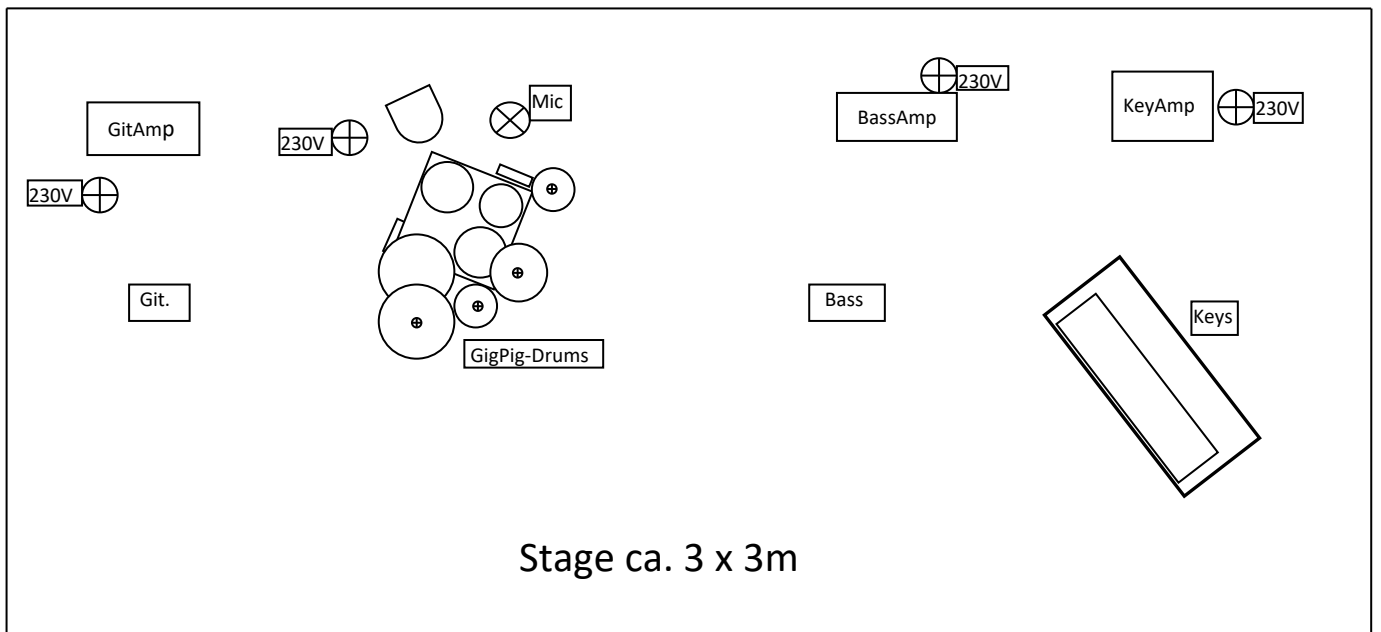 230V
Mic
BassAmp
KeyAmp
230V
GitAmp
230V
230V
Git.
Bass
Keys
GigPig-Drums
Stage ca. 3 x 3m